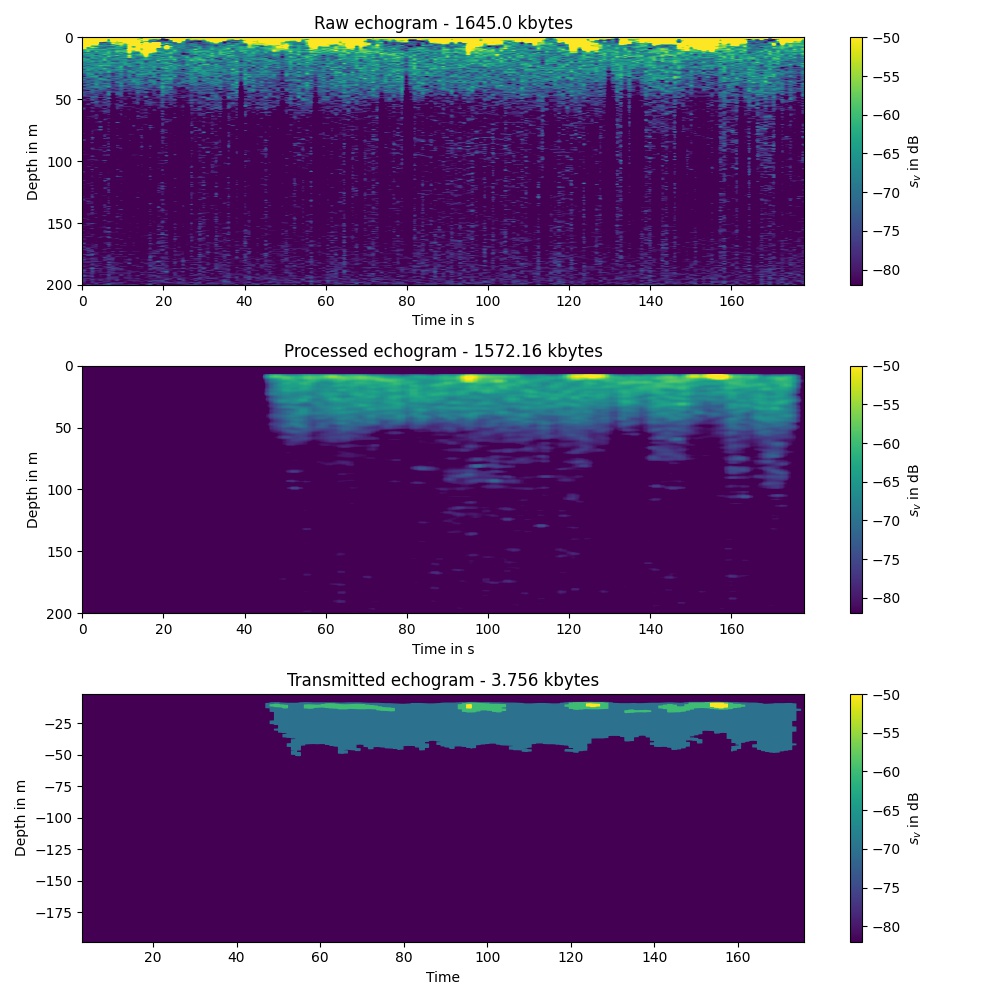 Raw echogram - 1645.0 kbytes
0
50
100
150
200
Depth in m
0 20 40 60 80 100 120 140 160
Time in s
−50
−55
−60
−65
−70
−75
−80
s_v in dB
Processed echogram - 1572.16 kbytes
0
50
100
150
200
Depth in m
0 20 40 60 80 100 120 140 160
Time in s
−50
−55
−60
−65
−70
−75
−80
s_v in dB
Transmitted echogram - 3.756 kbytes
−25
−50
−75
−100
−125
−150
−175
Depth in m
20 40 60 80 100 120 140 160
Time
−50
−55
−60
−65
−70
−75
−80
s_v in dB